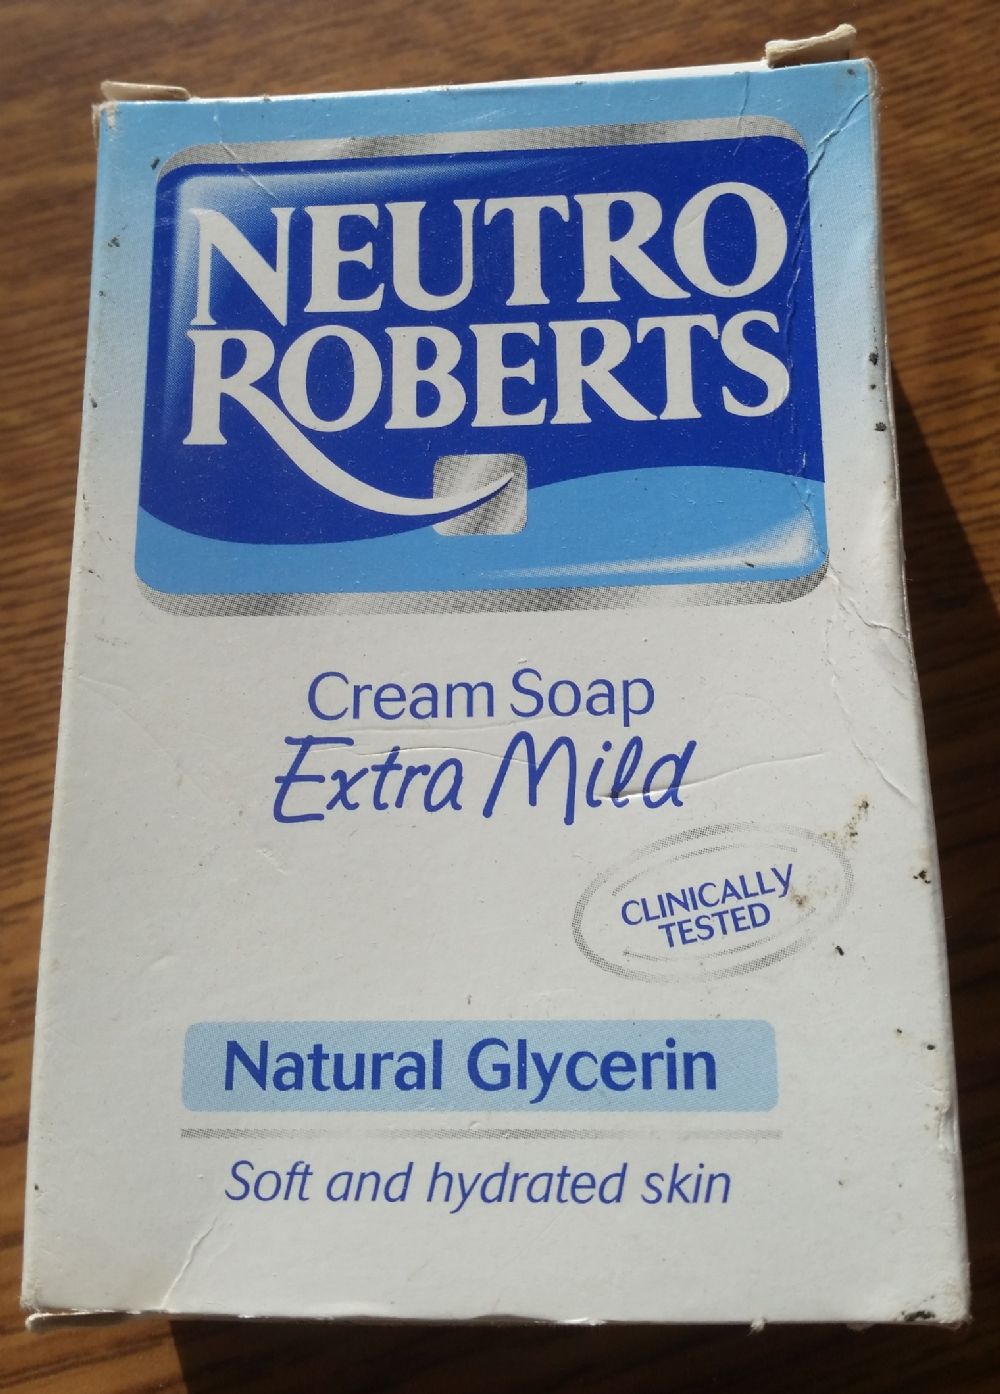 NEUTRO
ROBERTS
Cream Soap
Extra Mild
CLINICALLY
TESTED
Natural Glycerin
Soft and hydrated skin